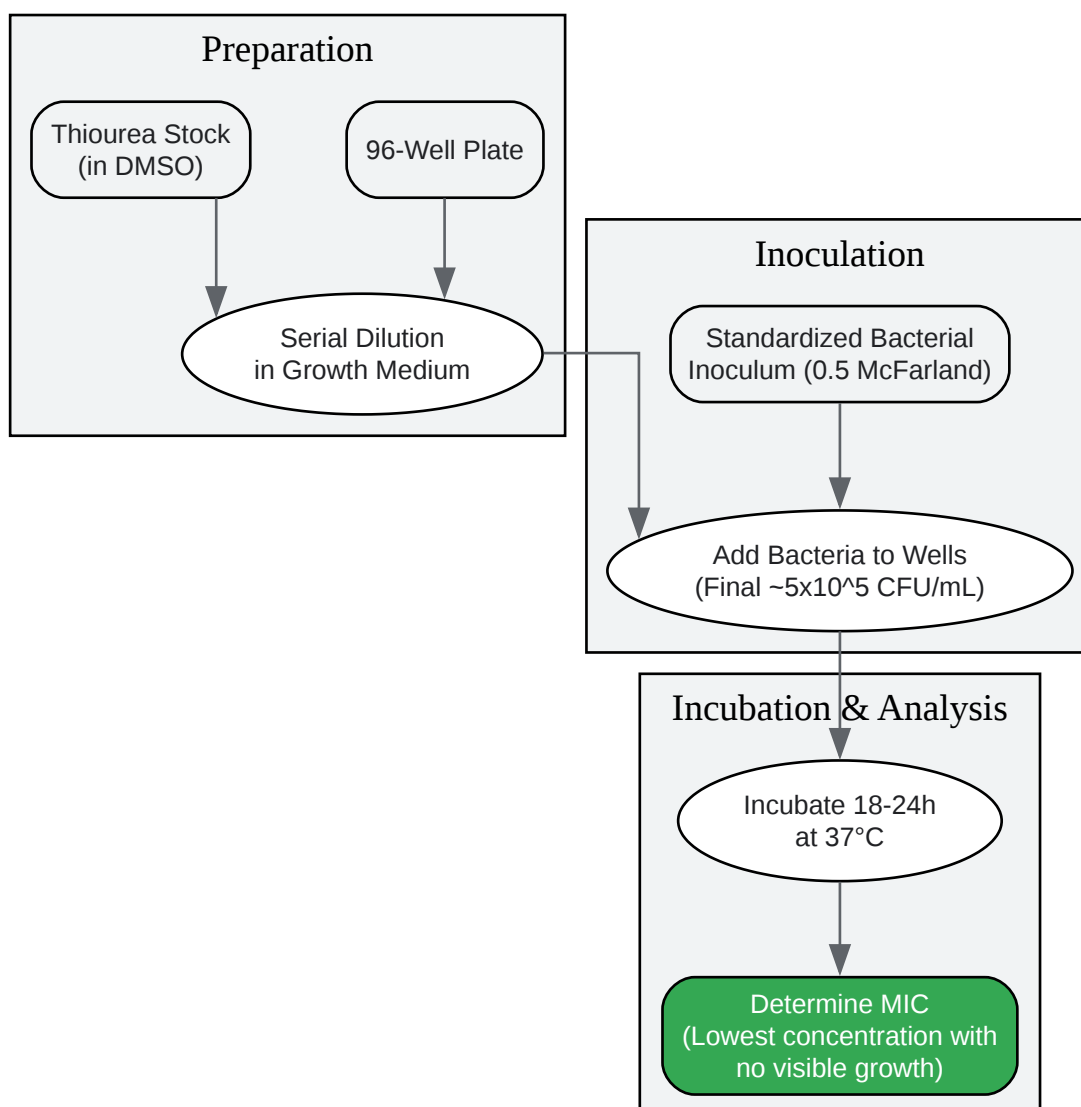 Preparation
Thiourea Stock
(in DMSO)
96-Well Plate
Serial Dilution
in Growth Medium
Inoculation
Standardized Bacterial
Inoculum (0.5 McFarland)
Add Bacteria to Wells
(Final ~5x10^5 CFU/mL)
Incubation & Analysis
Incubate 18-24h
at 37°C
Determine MIC
(Lowest concentration with
no visible growth)